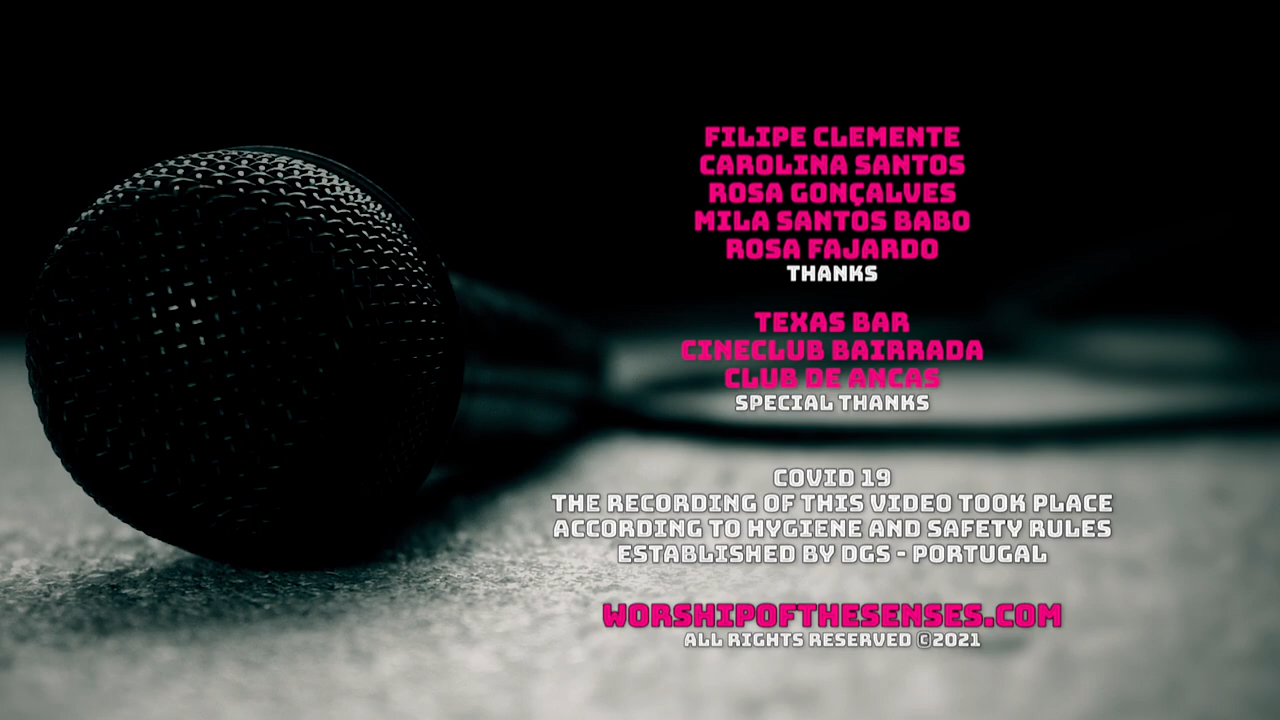 FILIPE CLEMENTE
CAROLINA SANTOS
ROSA GONÇALVES
MILA SANTOS BABO
ROSA FAJARDO
THANKS
TEXAS BAR
CINECLUB BAIRRADA
CLUB DE ANCAS
SPECIAL THANKS
COVID 19
THE RECORDING OF THIS VIDEO TOOK PLACE
ACCORDING TO HYGIENE AND SAFETY RULES
ESTABLISHED BY DGS - PORTUGAL
WORSHIPOFTHESENSES.COM
ALL RIGHTS RESERVED ©2021